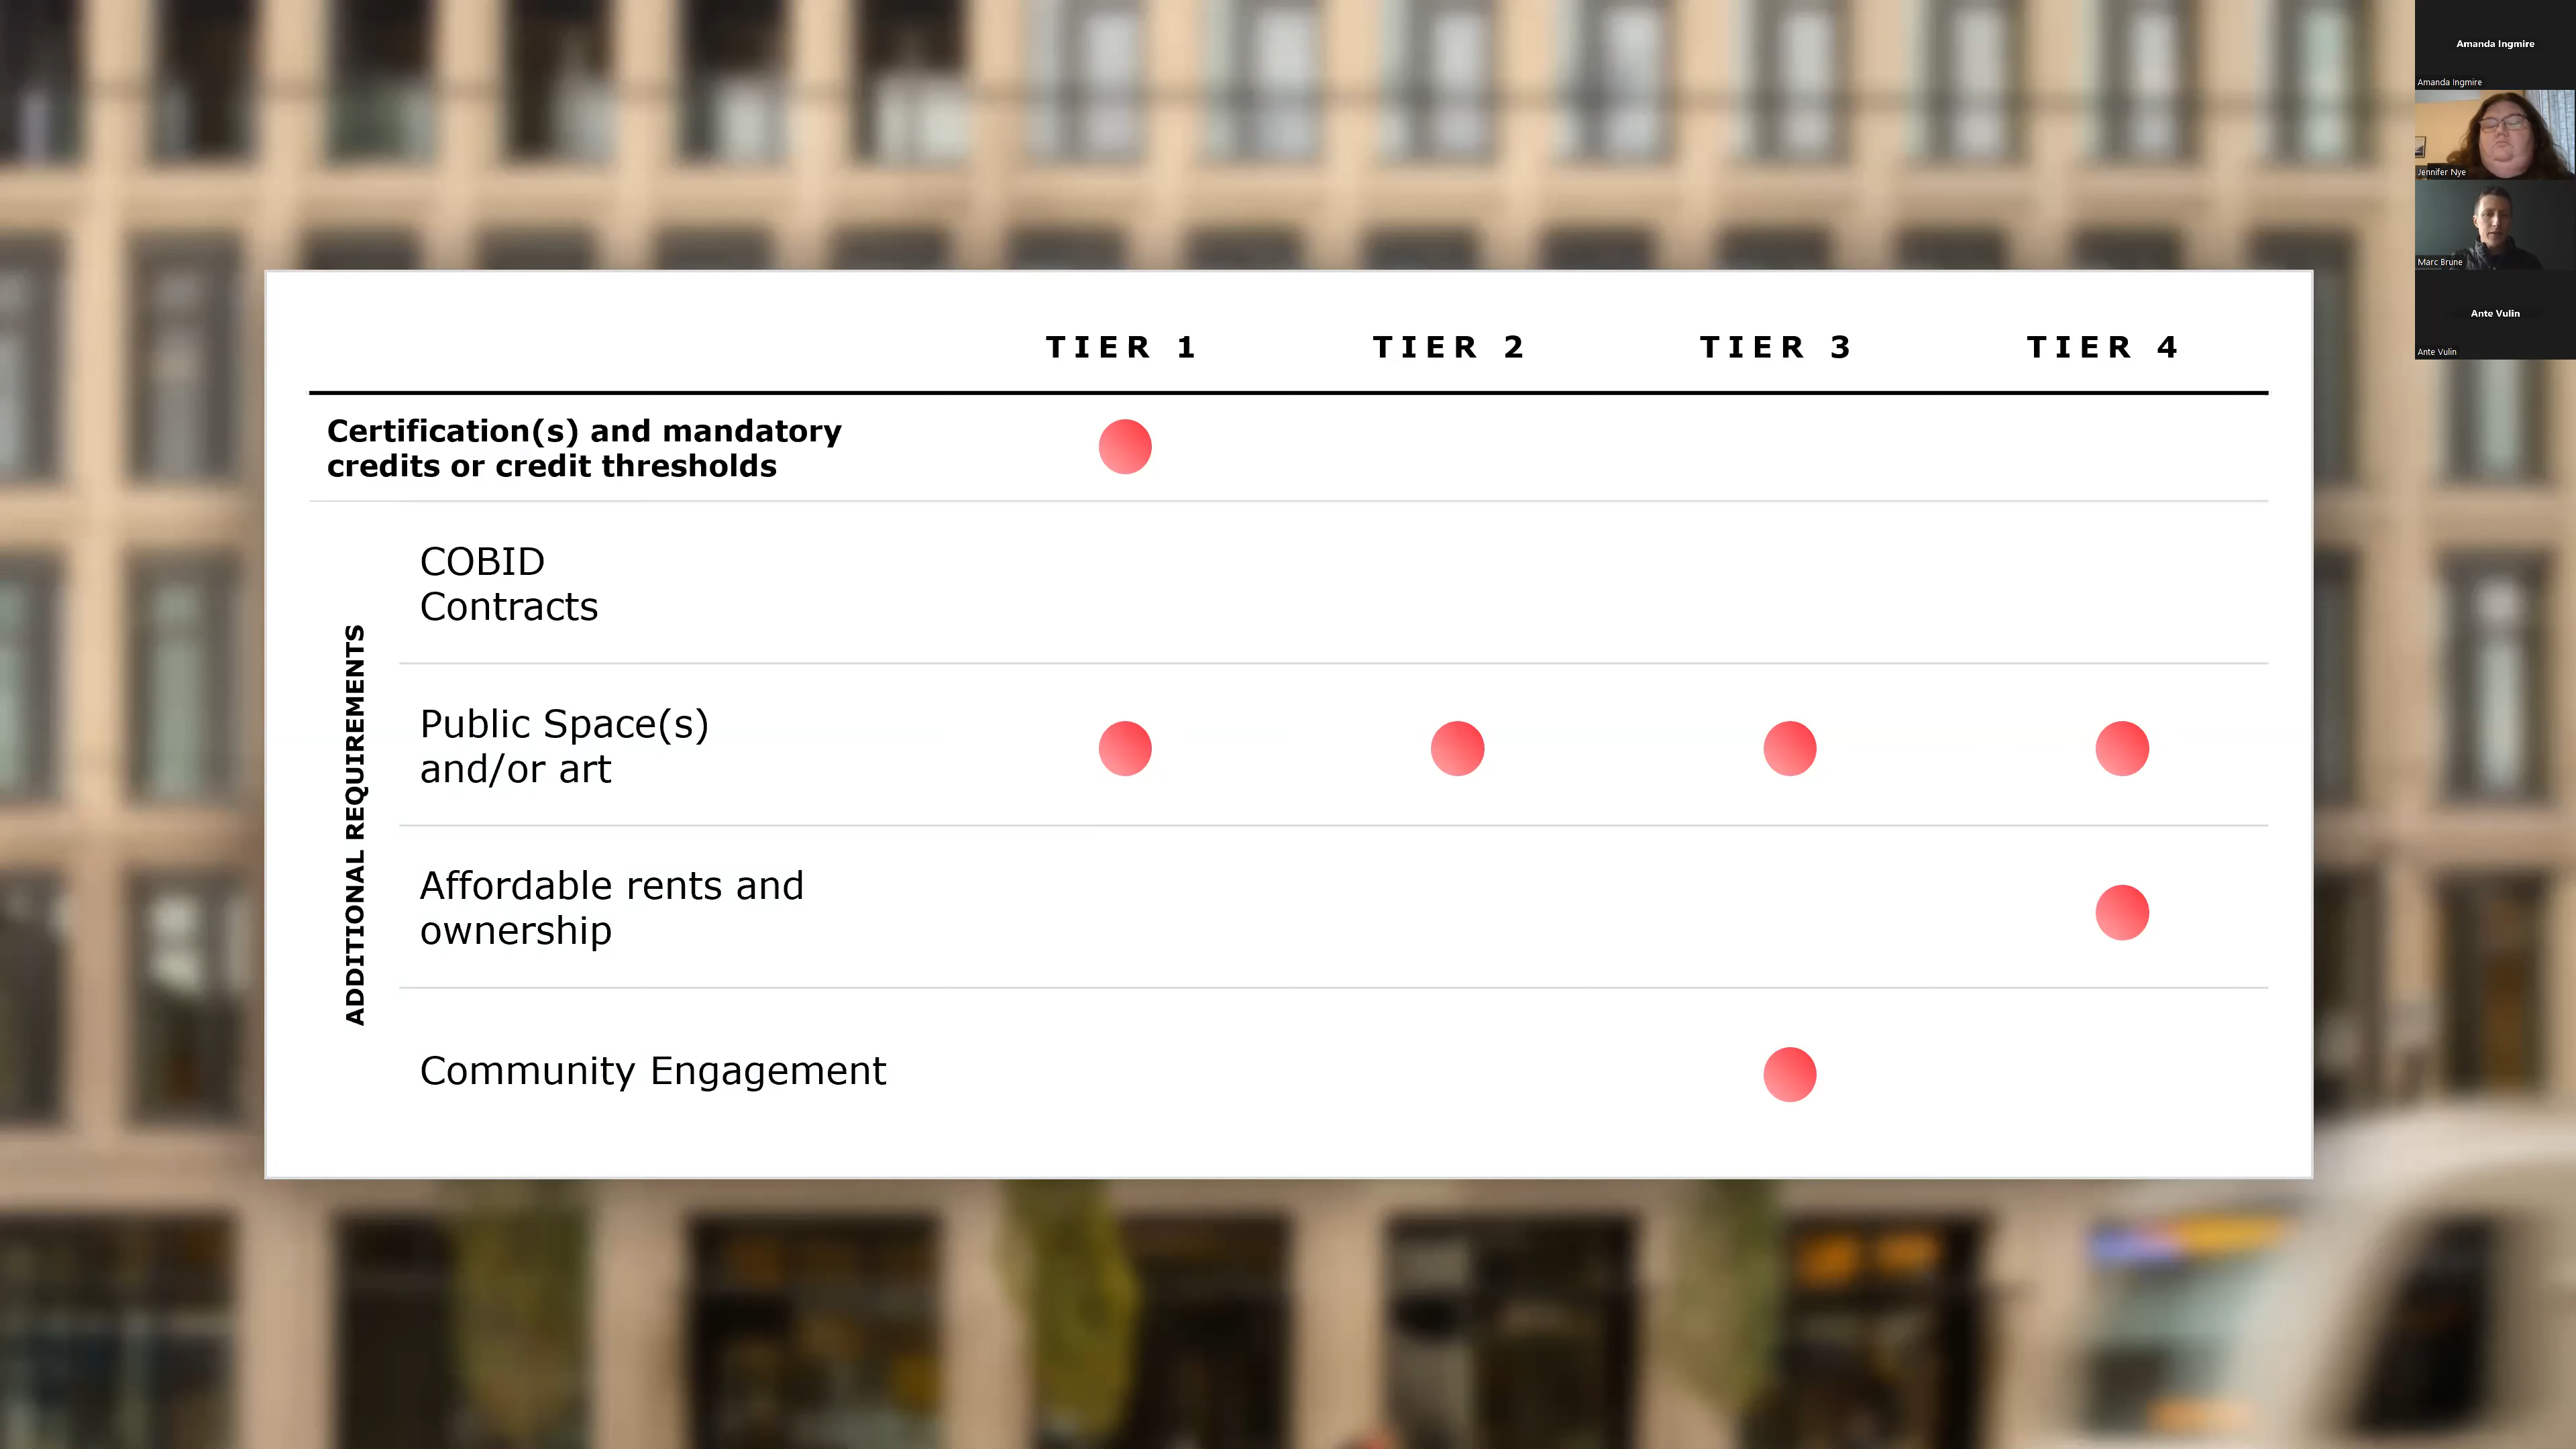 TIER 1 TIER 2 TIER 3 TIER 4
Certification(s) and mandatory
credits or credit thresholds
ADDITIONAL REQUIREMENTS
COBID
Contracts
Public Space(s)
and/or art
Affordable rents and
ownership
Community Engagement
Amanda Ingmire
Amanda Ingmire
Jennifer Nye
Marc Brune
Ante Vulin
Ante Vulin